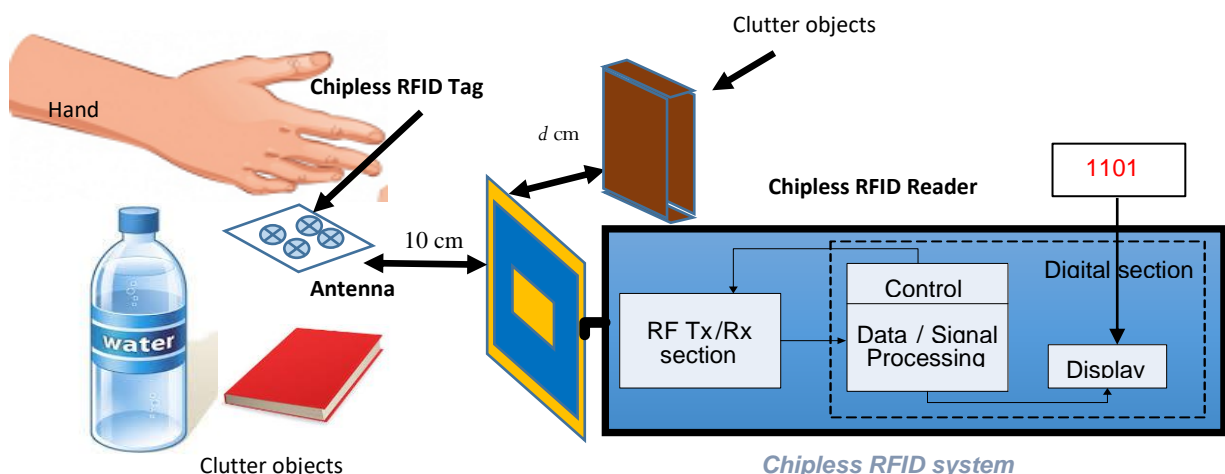 Clutter objects
Chipless RFID Tag
Hand
d cm
1101
Chipless RFID Reader
10 cm
Antenna
Digital section
Control
RF Tx/Rx
section
Data / Signal
Processing
Display
water
Clutter objects
Chipless RFID system